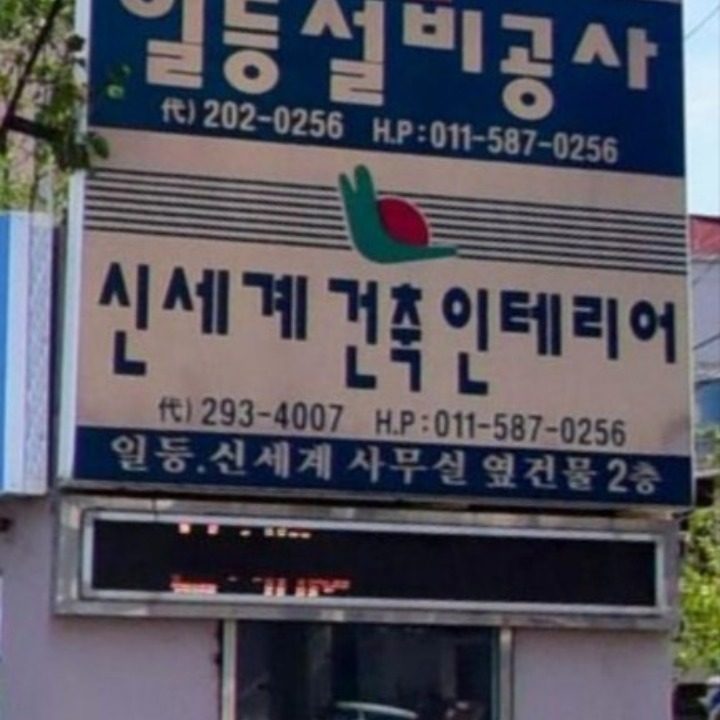 일등설비공사
代) 202-0256 H.P:011-587-0256
신세계건축인테리어
代) 293-4007 H.P:011-587-0256
일등.신세계 사무실 옆건물 2층